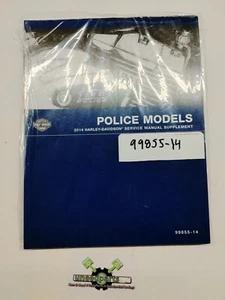 POLICE MODELS
2014 HARLEY-DAVIDSON® SERVICE MANUAL SUPPLEMENT
99855-14
99855-14